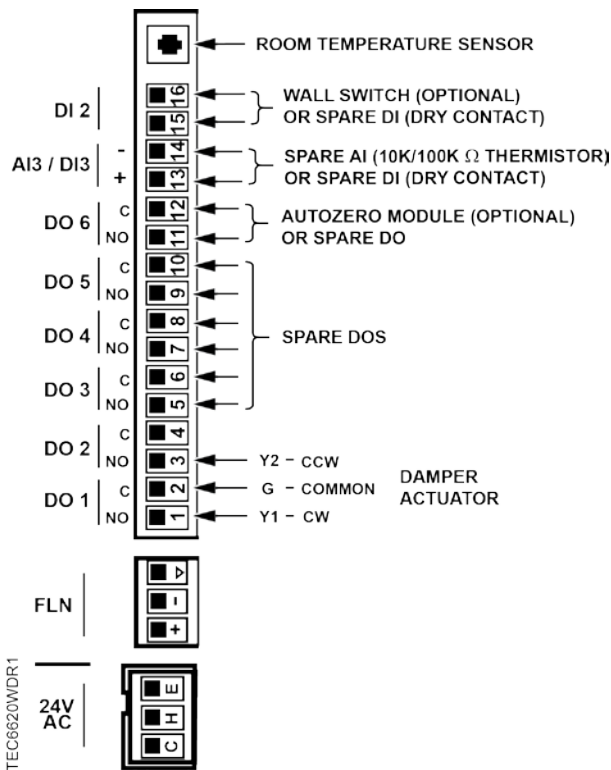 ROOM TEMPERATURE SENSOR
DI 2
16
15
WALL SWITCH (OPTIONAL)
OR SPARE DI (DRY CONTACT)
AI3 / DI3
-
+
14
13
SPARE AI (10K/100K Ω THERMISTOR)
OR SPARE DI (DRY CONTACT)
DO 6
C
NO
12
11
AUTOZERO MODULE (OPTIONAL)
OR SPARE DO
DO 5
C
NO
10
9
DO 4
C
NO
8
7
SPARE DOS
DO 3
C
NO
6
5
DO 2
C
NO
4
3
Y2 - CCW
DO 1
C
NO
2
1
G - COMMON
Y1 - CW
DAMPER
ACTUATOR
FLN
-
+
24V
AC
E
H
C
TEC6620WDR1